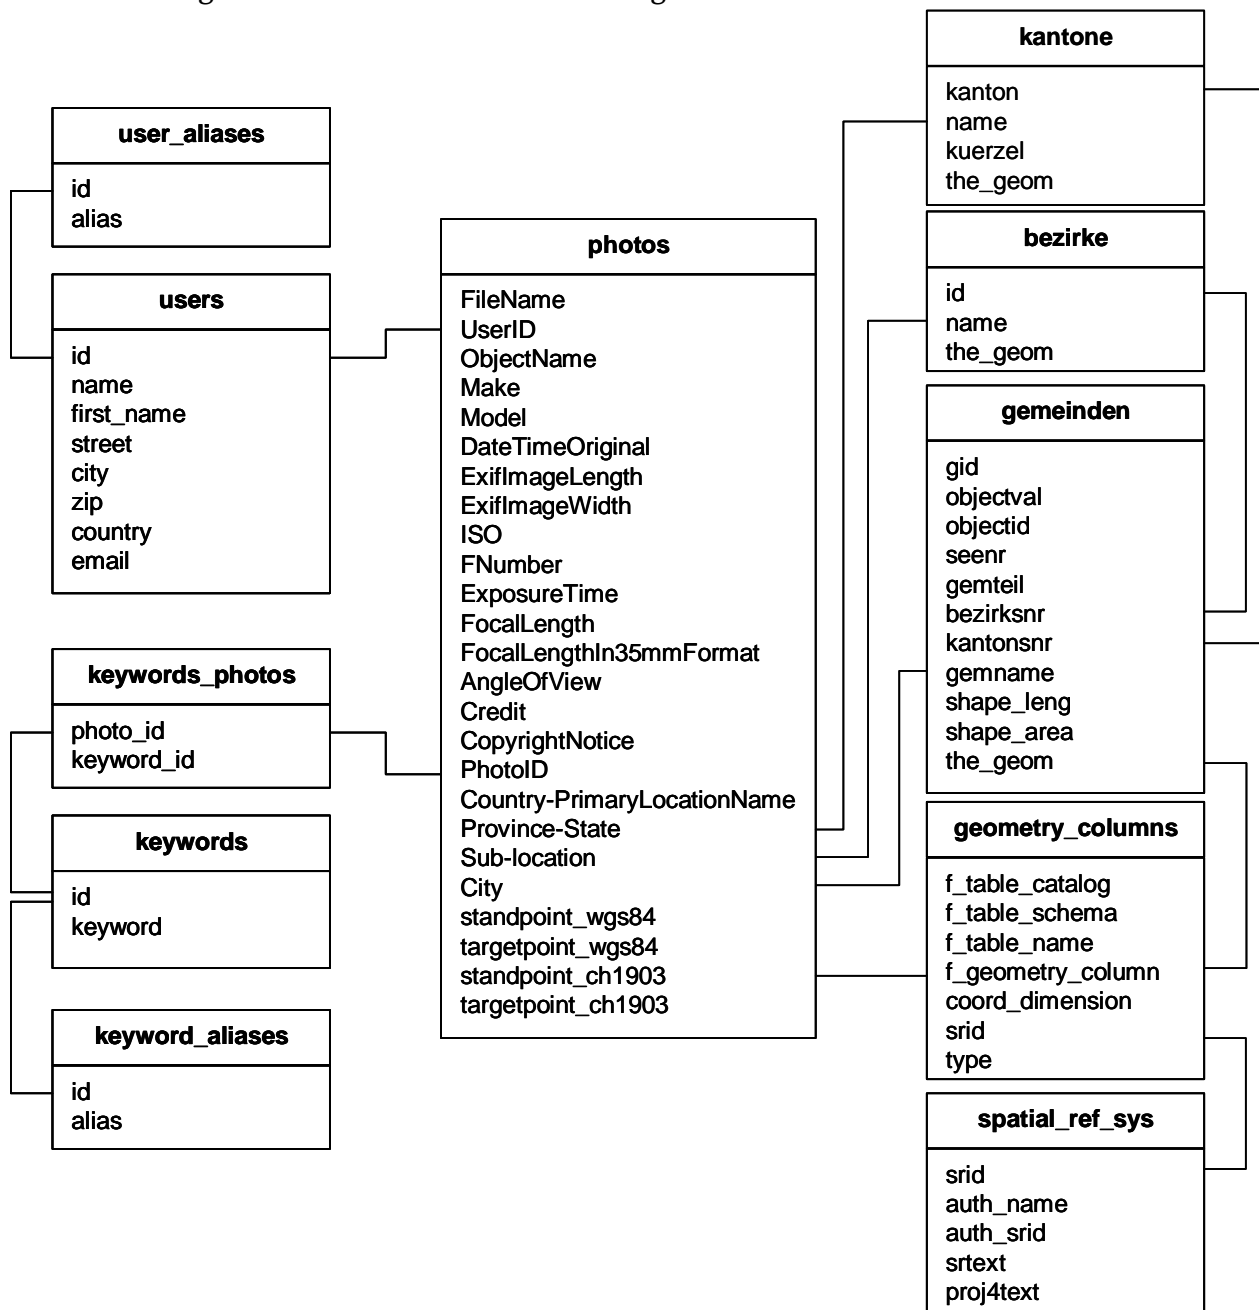 user_aliases
id
alias
users
id
name
first_name
street
city
zip
country
email
keywords_photos
photo_id
keyword_id
keywords
id
keyword
keyword_aliases
id
alias
photos
FileName
UserID
ObjectName
Make
Model
DateTimeOriginal
ExifImageLength
ExifImageWidth
ISO
FNumber
ExposureTime
FocalLength
FocalLengthIn35mmFormat
AngleOfView
Credit
CopyrightNotice
PhotoID
Country-PrimaryLocationName
Province-State
Sub-location
City
standpoint_wgs84
targetpoint_wgs84
standpoint_ch1903
targetpoint_ch1903
kantone
kanton
name
kuerzel
the_geom
bezirke
id
name
the_geom
gemeinden
gid
objectval
objectid
seenr
gemteil
bezirksnr
kantonsnr
gemname
shape_leng
shape_area
the_geom
geometry_columns
f_table_catalog
f_table_schema
f_table_name
f_geometry_column
coord_dimension
srid
type
spatial_ref_sys
srid
auth_name
auth_srid
srtext
proj4text